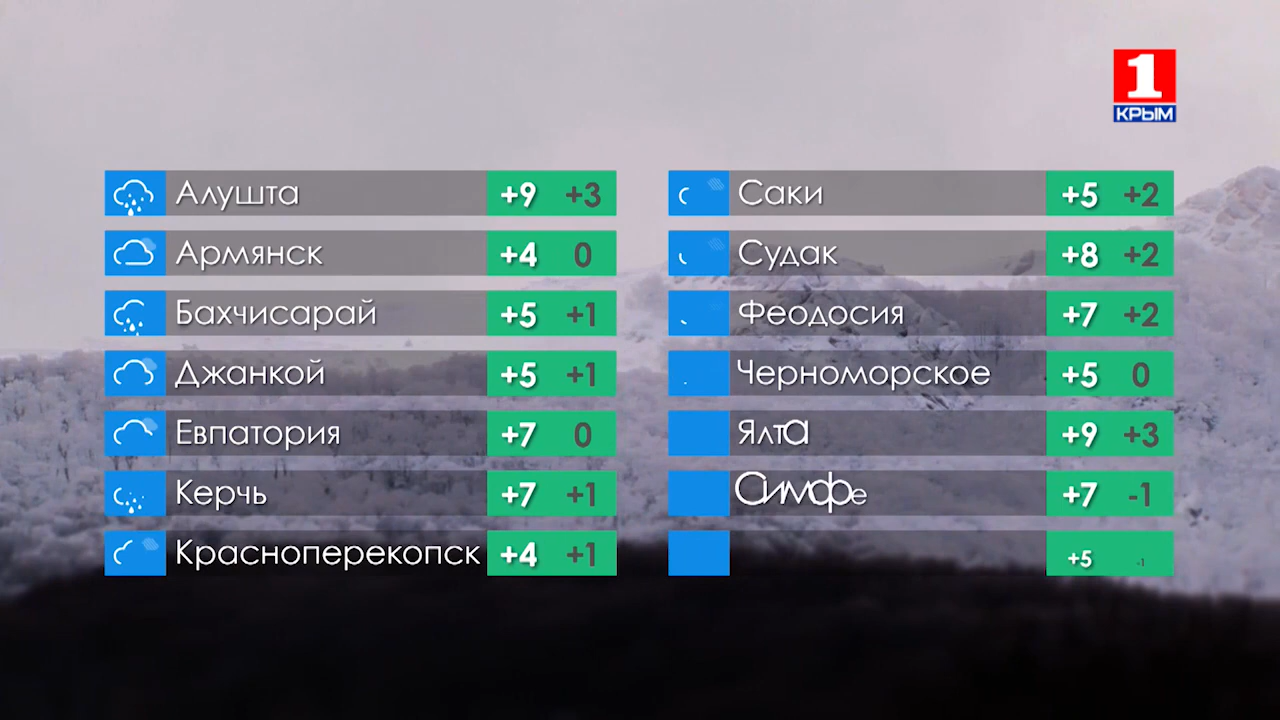 1
КРЫМ
Алушта +9 +3
Армянск +4 0
Бахчисарай +5 +1
Джанкой +5 +1
Евпатория +7 0
Керчь +7 +1
Красноперекопск +4 +1
Саки +5 +2
Судак +8 +2
Феодосия +7 +2
Черноморское +5 0
Ялта +9 +3
Симфе +7 -1
+5 -1